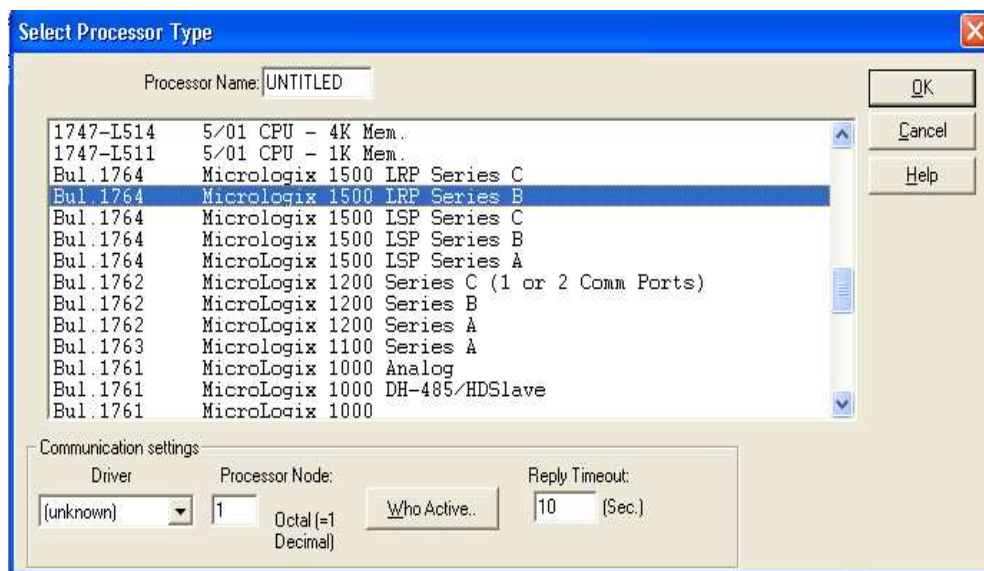 Select Processor Type
Processor Name: UNTITLED
OK
Cancel
Help
1747-L514 5/01 CPU - 4K Mem.
1747-L511 5/01 CPU - 1K Mem.
Bul.1764 Micrologix 1500 LRP Series C
Bul.1764 Micrologix 1500 LRP Series B
Bul.1764 MicroLogix 1500 LSP Series C
Bul.1764 MicroLogix 1500 LSP Series B
Bul.1764 MicroLogix 1500 LSP Series A
Bul.1762 MicroLogix 1200 Series C (1 or 2 Comm Ports)
Bul.1762 MicroLogix 1200 Series B
Bul.1762 MicroLogix 1200 Series A
Bul.1763 Micrologix 1100 Series A
Bul.1761 MicroLogix 1000 Analog
Bul.1761 MicroLogix 1000 DH-485/HDSlave
Bul.1761 MicroLogix 1000
Communication settings
Driver
(unknown)
Processor Node:
1
Octal (=1
Decimal)
Who Active..
Reply Timeout:
10 (Sec.)